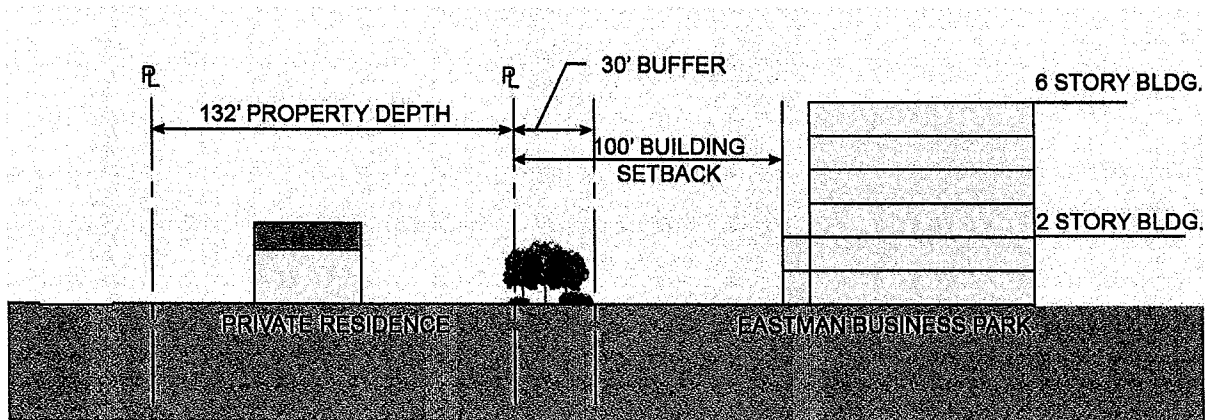 PL
PL
30' BUFFER
6 STORY BLDG.
132' PROPERTY DEPTH
100' BUILDING
SETBACK
2 STORY BLDG.
PRIVATE RESIDENCE
EASTMAN BUSINESS PARK